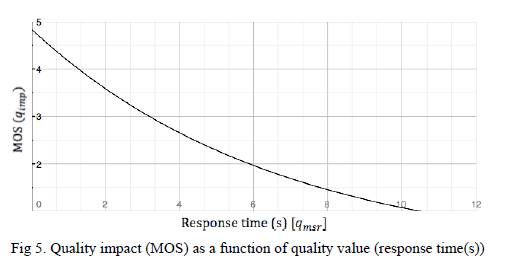 5
4
3
2
0 2 4 6 8 10 12
MOS (q_imp)
Response time (s) [q_msr]
Fig 5. Quality impact (MOS) as a function of quality value (response time(s))